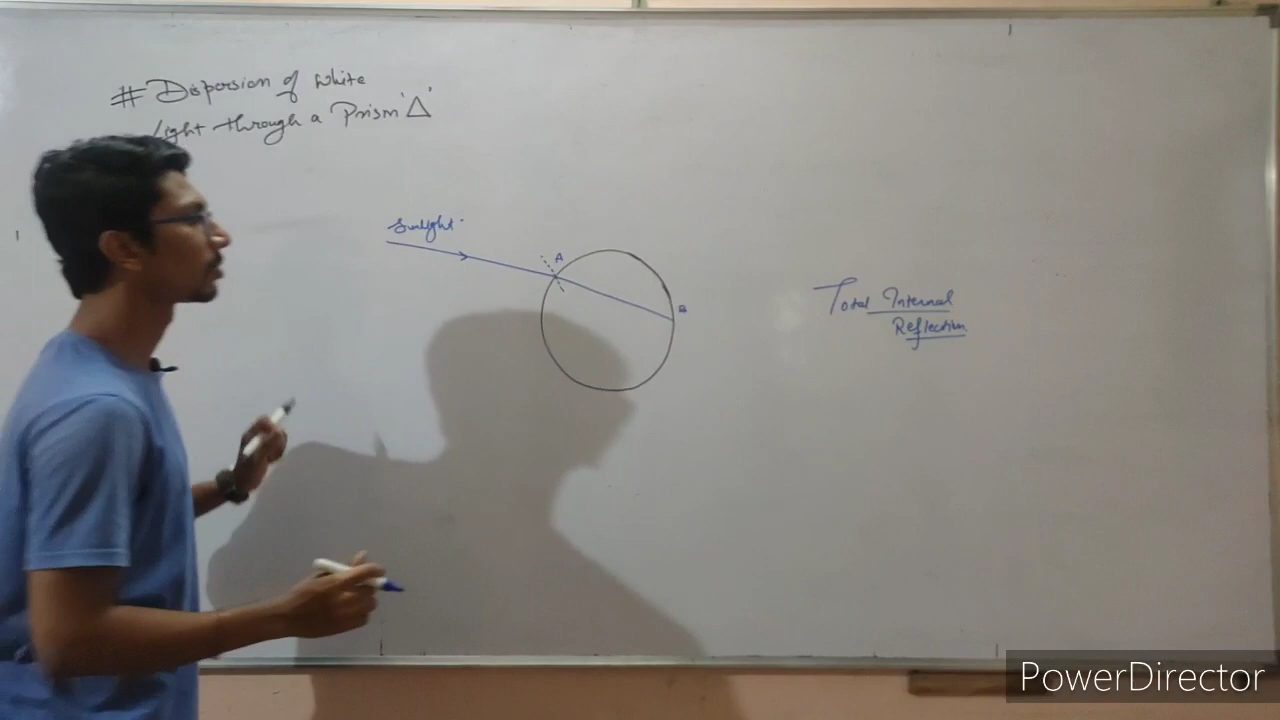 # Dispersion of White
Light through a Prism 'Δ'
Sunlight.
A
B
Total Internal
Reflection
PowerDirector